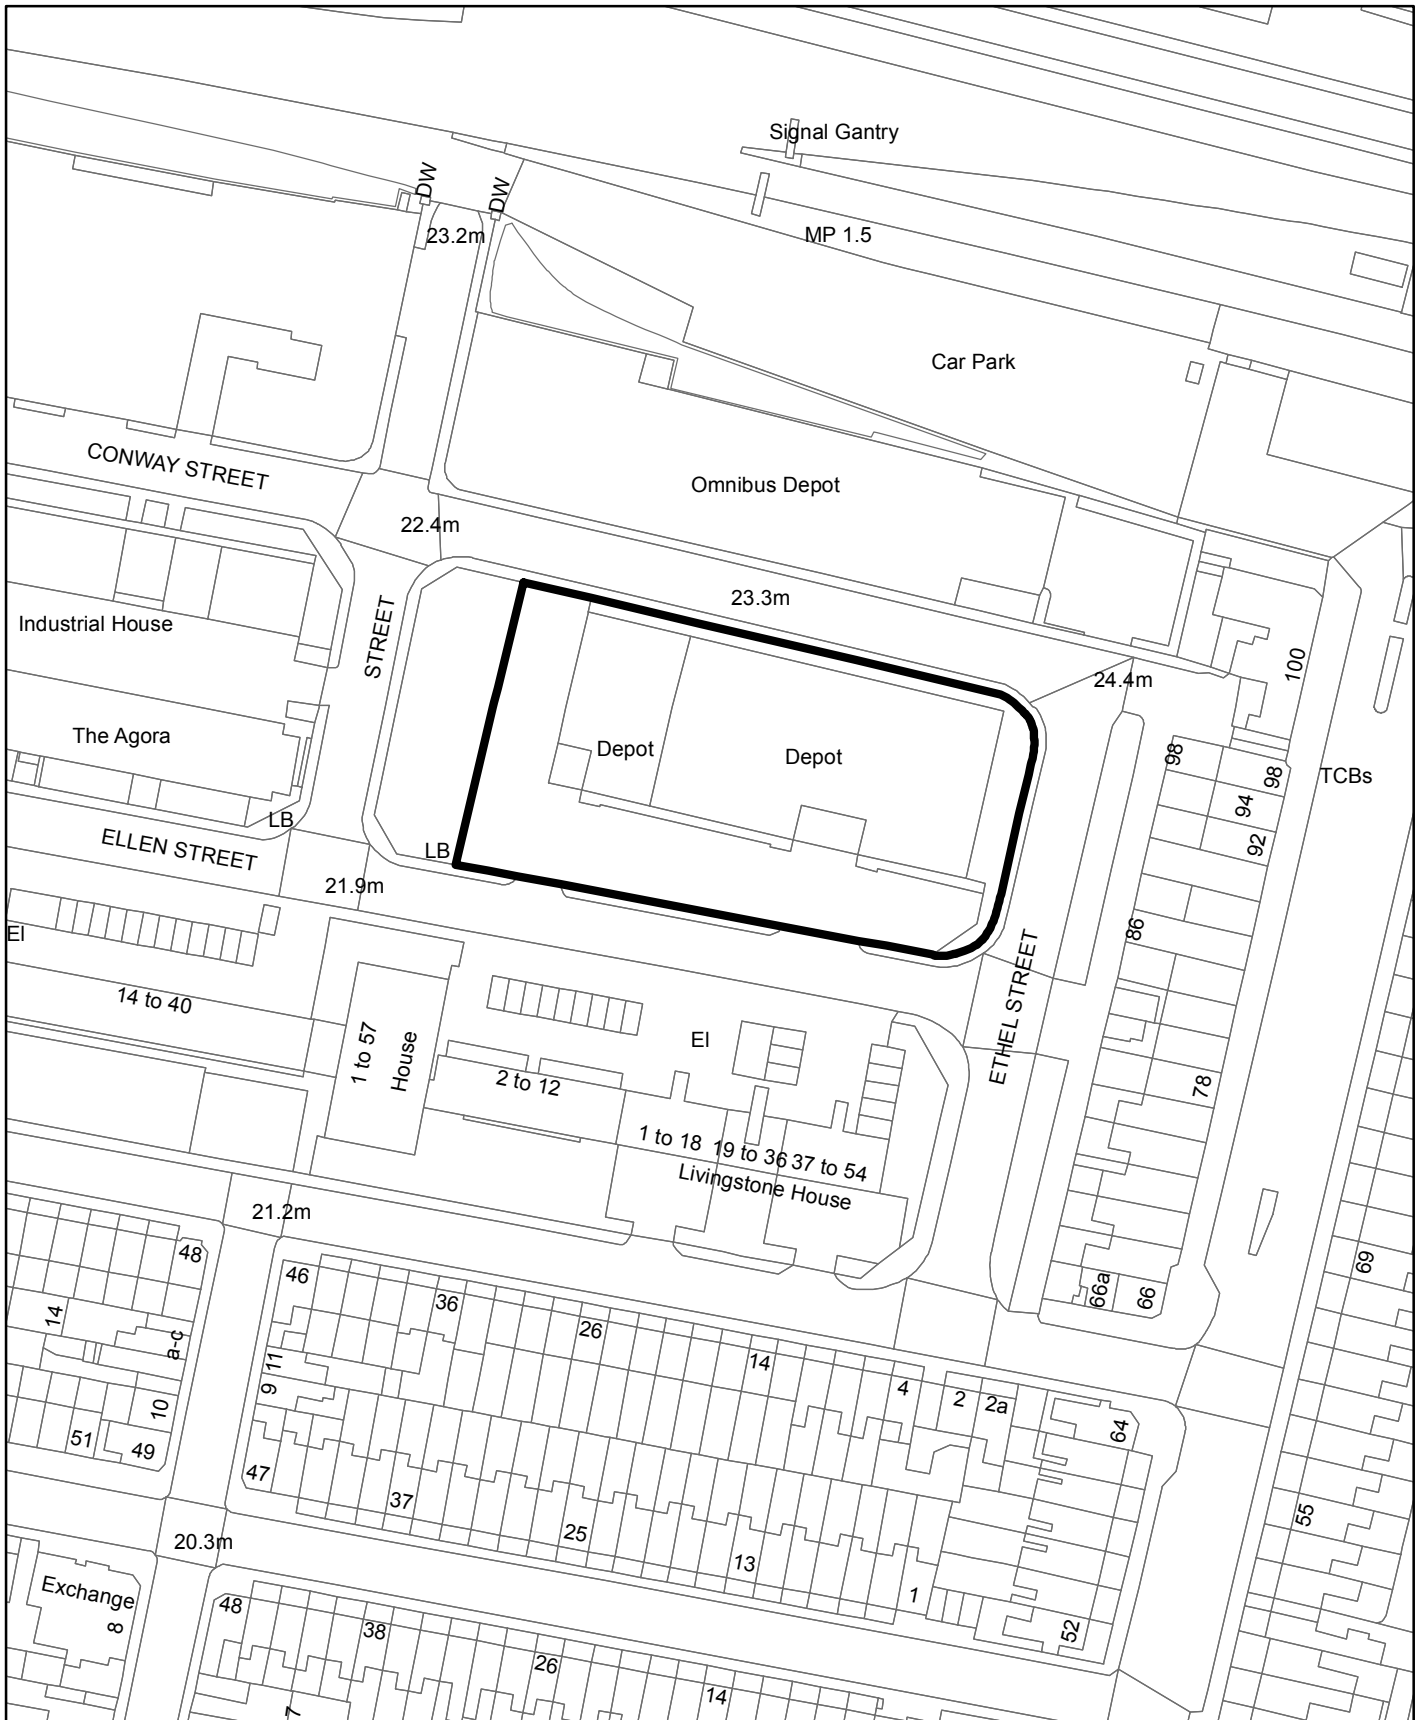 Signal Gantry
DW
DW
23.2m
MP 1.5
Car Park
CONWAY STREET
Omnibus Depot
22.4m
23.3m
Industrial House
STREET
100
24.4m
The Agora
Depot
Depot
98
98
TCBs
94
LB
92
ELLEN STREET
LB
21.9m
El
86
ETHEL STREET
14 to 40
1 to 57
House
El
2 to 12
78
1 to 18
19 to 36
37 to 54
Livingstone House
21.2m
48
46
69
66a
66
36
14
26
a-c
11
14
9
4
2
2a
10
64
51
49
47
37
25
55
20.3m
13
Exchange
8
48
1
38
52
26
14
7